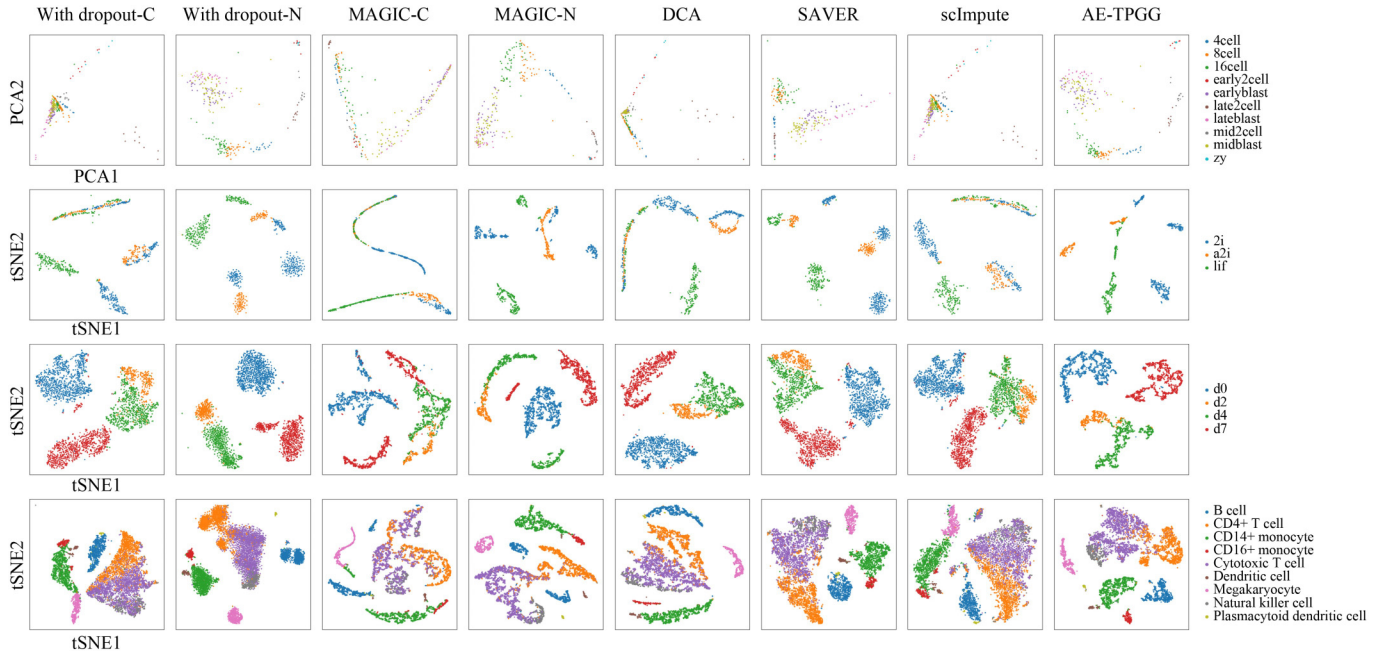 With dropout-C With dropout-N MAGIC-C MAGIC-N DCA SAVER scImpute AE-TPGG
PCA2
PCA1
4cell
8cell
16cell
early2cell
earlyblast
late2cell
lateblast
mid2cell
midblast
zy
tSNE2
tSNE1
2i
a2i
lif
tSNE2
tSNE1
d0
d2
d4
d7
tSNE2
tSNE1
B cell
CD4+ T cell
CD14+ monocyte
CD16+ monocyte
Cytotoxic T cell
Dendritic cell
Megakaryocyte
Natural killer cell
Plasmacytoid dendritic cell